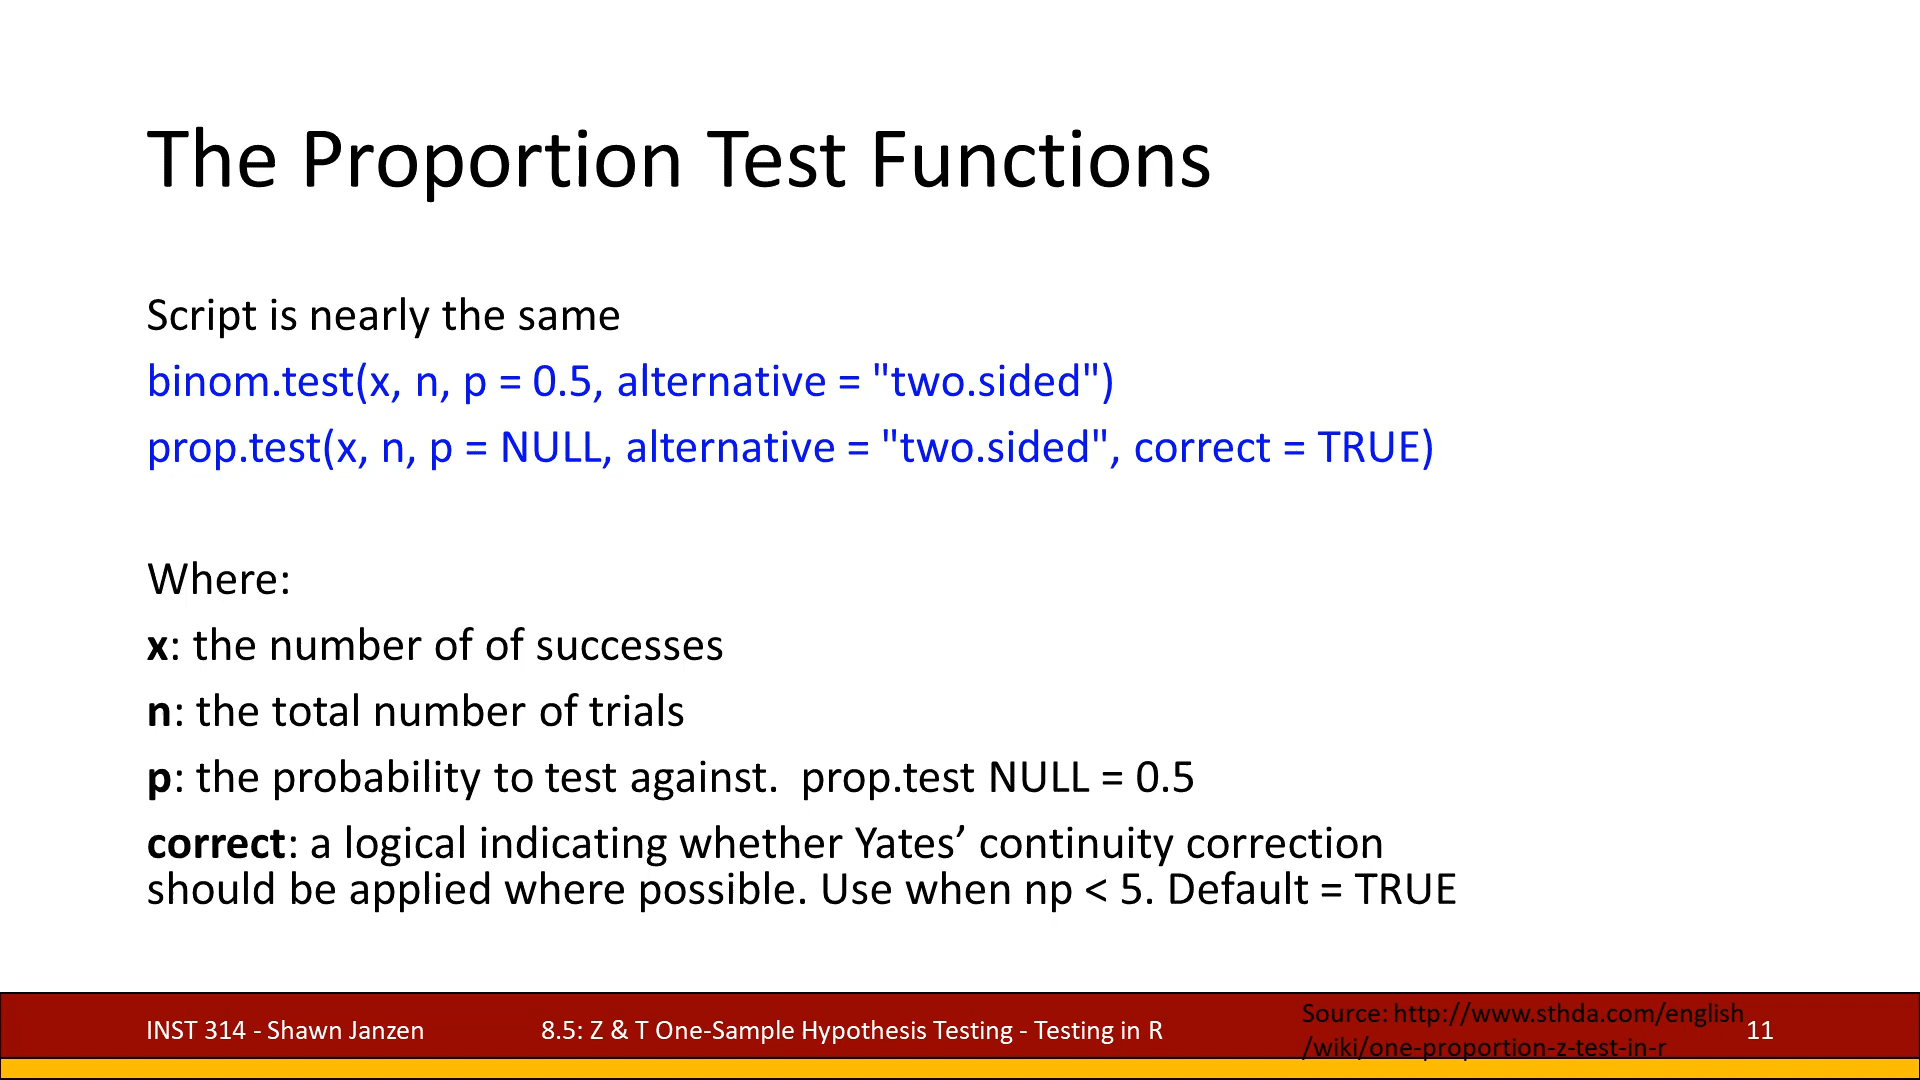 The Proportion Test Functions
Script is nearly the same
binom.test(x, n, p = 0.5, alternative = "two.sided")
prop.test(x, n, p = NULL, alternative = "two.sided", correct = TRUE)
Where:
x: the number of of successes
n: the total number of trials
p: the probability to test against.  prop.test NULL = 0.5
correct: a logical indicating whether Yates’ continuity correction
should be applied where possible. Use when np < 5. Default = TRUE
INST 314 - Shawn Janzen
8.5: Z & T One-Sample Hypothesis Testing - Testing in R
Source: http://www.sthda.com/english
/wiki/one-proportion-z-test-in-r
11